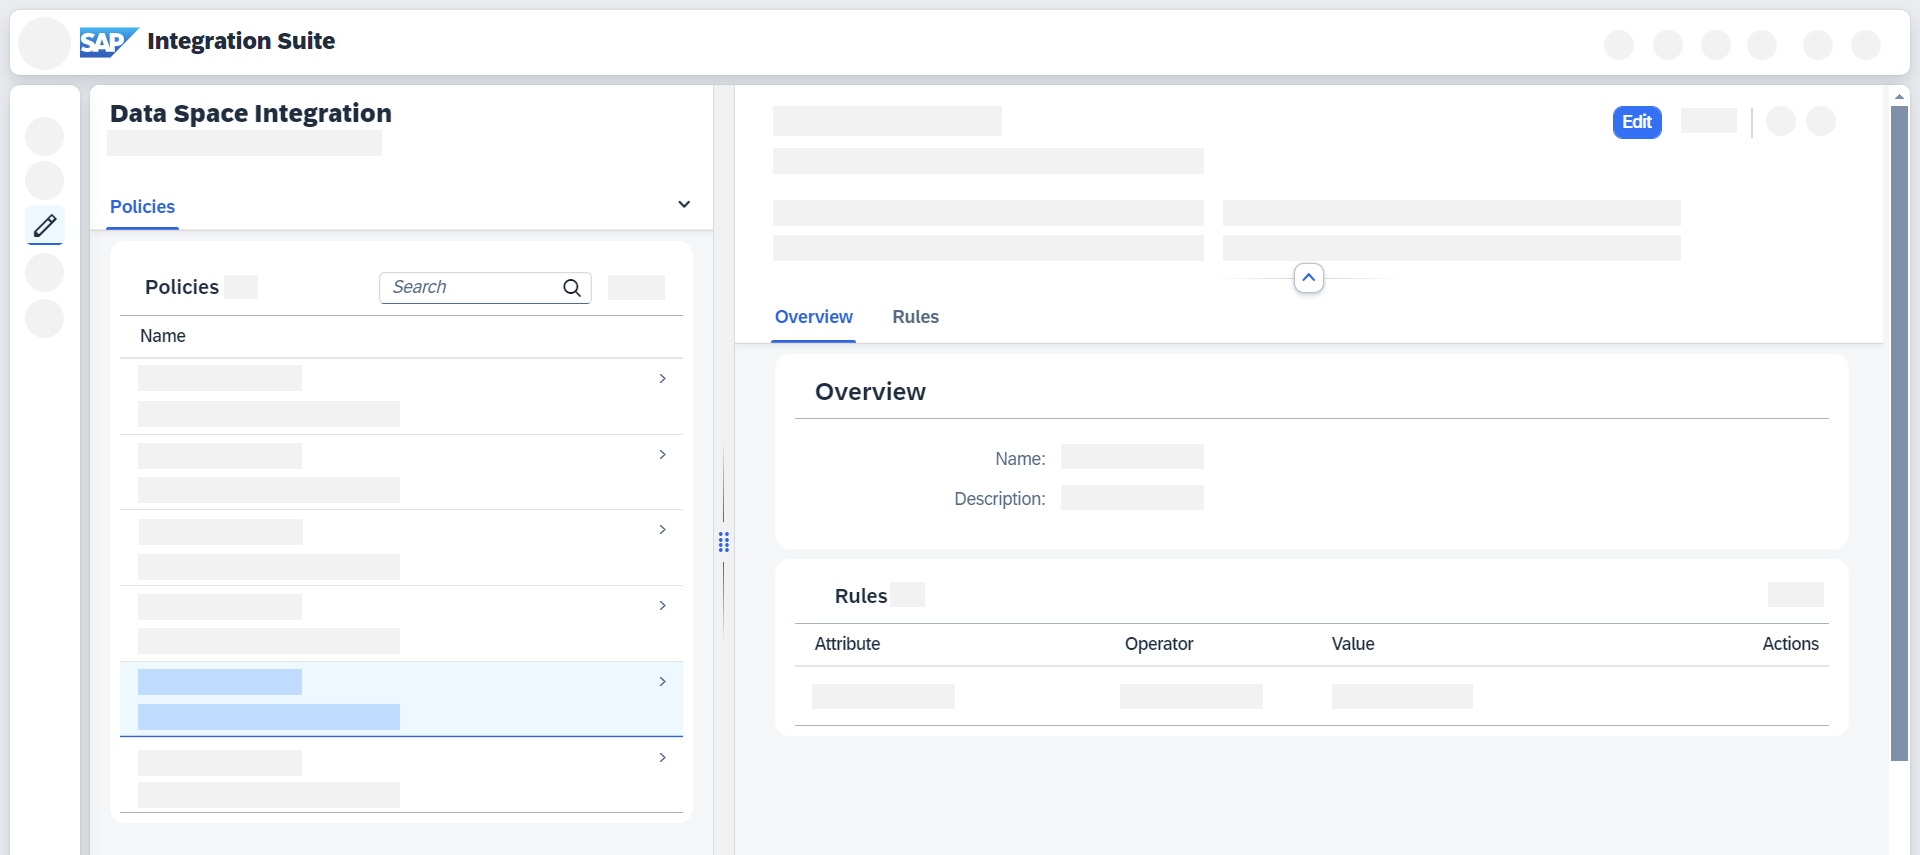 SAP Integration Suite
Data Space Integration
Policies
Policies
Search
Name
Edit
Overview
Rules
Overview
Name:
Description:
Rules
Attribute
Operator
Value
Actions